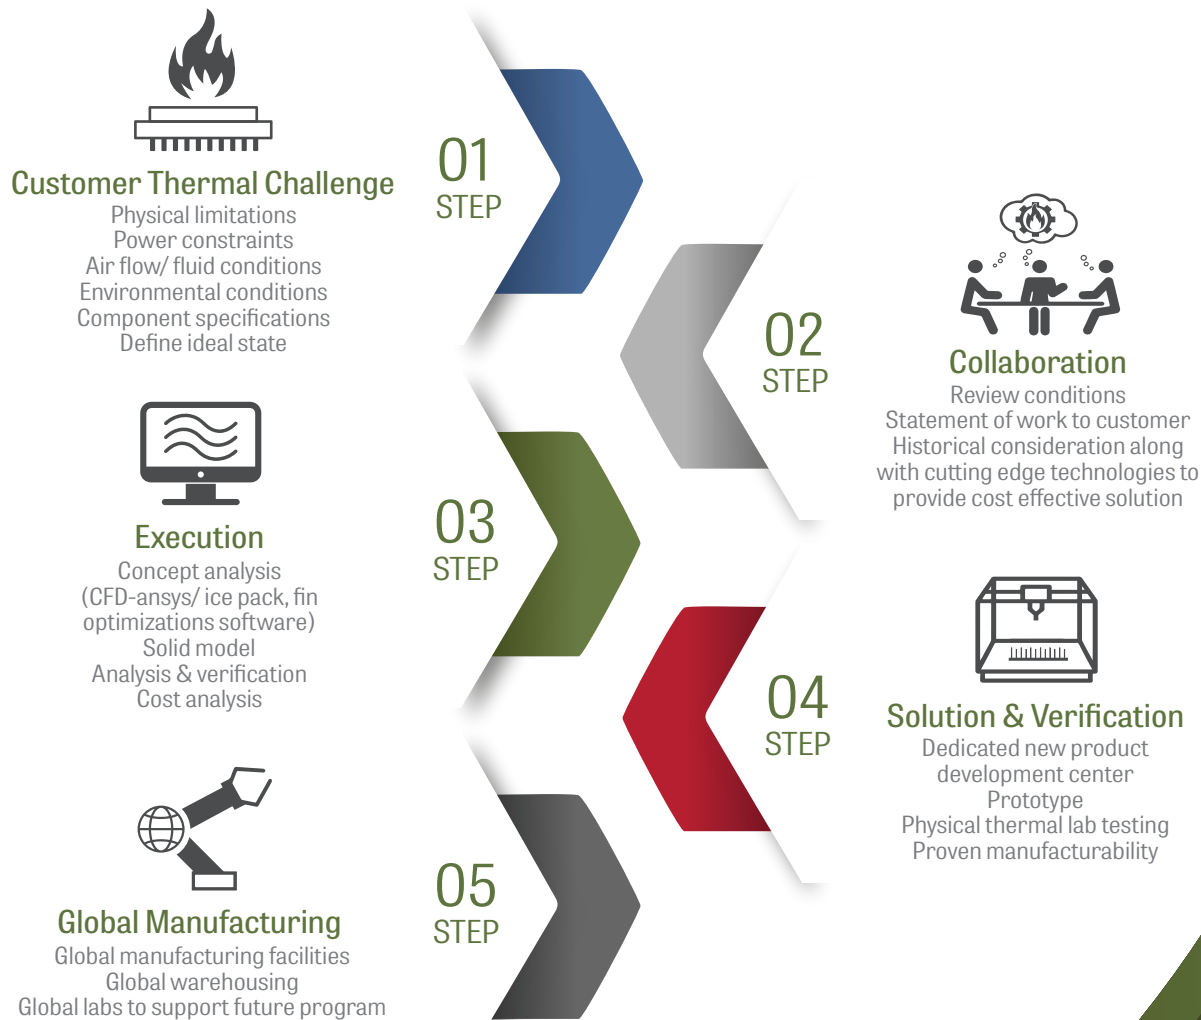 01
STEP
Customer Thermal Challenge
Physical limitations
Power constraints
Air flow/ fluid conditions
Environmental conditions
Component specifications
Define ideal state
02
STEP
Collaboration
Review conditions
Statement of work to customer
Historical consideration along
with cutting edge technologies to
provide cost effective solution
03
STEP
Execution
Concept analysis
(CFD-ansys/ ice pack, fin
optimizations software)
Solid model
Analysis & verification
Cost analysis
04
STEP
Solution & Verification
Dedicated new product
development center
Prototype
Physical thermal lab testing
Proven manufacturability
05
STEP
Global Manufacturing
Global manufacturing facilities
Global warehousing
Global labs to support future program